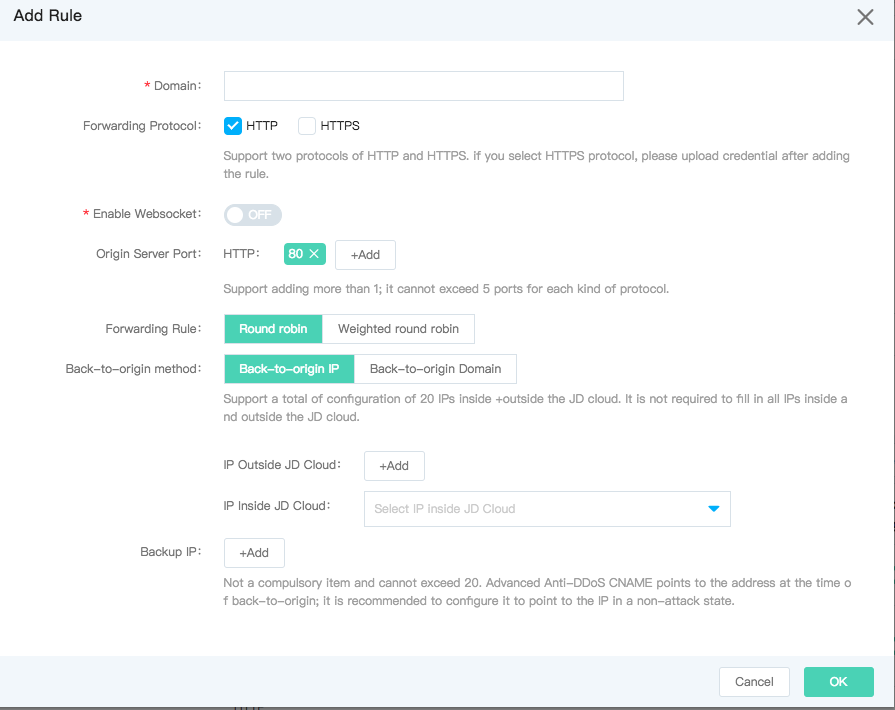 Add Rule
* Domain:
Forwarding Protocol: HTTP HTTPS
Support two protocols of HTTP and HTTPS. if you select HTTPS protocol, please upload credential after adding
the rule.
* Enable Websocket: OFF
Origin Server Port: HTTP: 80 × +Add
Support adding more than 1; it cannot exceed 5 ports for each kind of protocol.
Forwarding Rule: Round robin Weighted round robin
Back-to-origin method: Back-to-origin IP Back-to-origin Domain
Support a total of configuration of 20 IPs inside +outside the JD cloud. It is not required to fill in all IPs inside a
nd outside the JD cloud.
IP Outside JD Cloud: +Add
IP Inside JD Cloud: Select IP inside JD Cloud
Backup IP: +Add
Not a compulsory item and cannot exceed 20. Advanced Anti-DDoS CNAME points to the address at the time o
f back-to-origin; it is recommended to configure it to point to the IP in a non-attack state.
Cancel OK